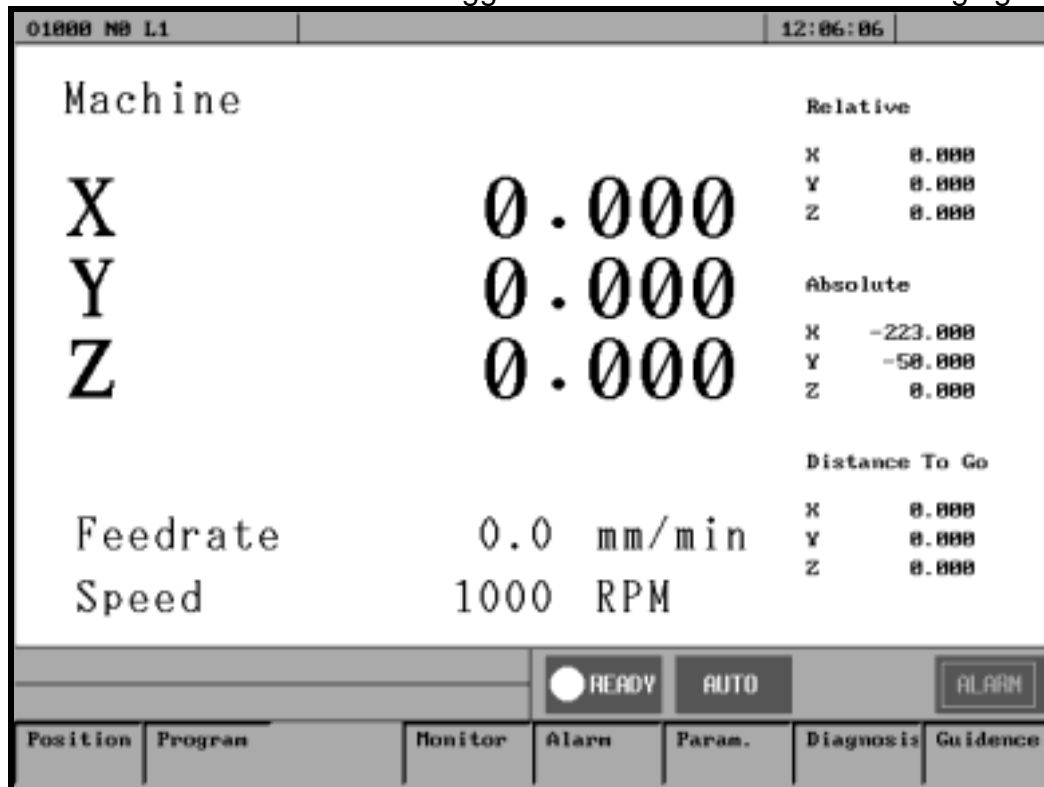 O1000 N0 L1 12:06:06
Machine
X 0.000
Y 0.000
Z 0.000
Feedrate 0.0 mm/min
Speed 1000 RPM
Relative
X 0.000
Y 0.000
Z 0.000
Absolute
X -223.000
Y -50.000
Z 0.000
Distance To Go
X 0.000
Y 0.000
Z 0.000
READY AUTO ALARM
Position Program Monitor Alarm Param. Diagnosis Guidence